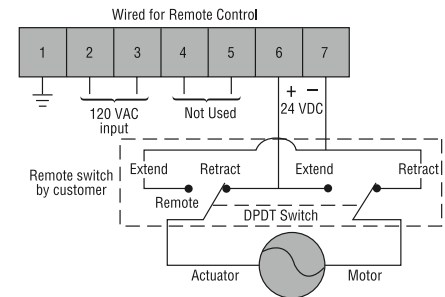 Wired for Remote Control
1 2 3 4 5 6 7
+ −
120 VAC
input
Not Used
24 VDC
Remote switch
by customer
Extend Retract Extend Retract
Remote
DPDT Switch
Actuator Motor